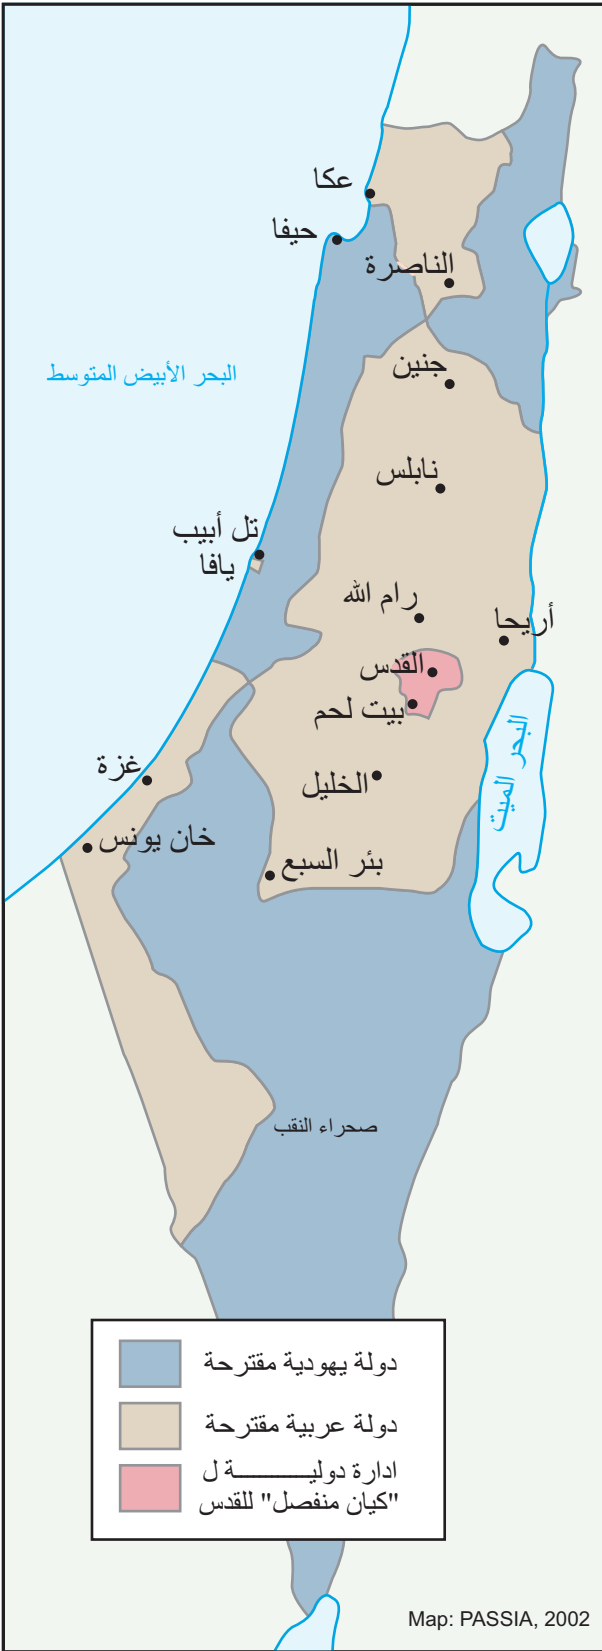 عكا
حيفا
الناصرة
البحر الأبيض المتوسط
جنين
نابلس
تل أبيب
يافا
رام الله
أريحا
القدس
بيت لحم
البحر الميت
غزة
الخليل
خان يونس
بئر السبع
صحراء النقب
دولة يهودية مقترحة
دولة عربية مقترحة
ادارة دوليـــــــــــة ل
"كيان منفصل" للقدس
Map: PASSIA, 2002